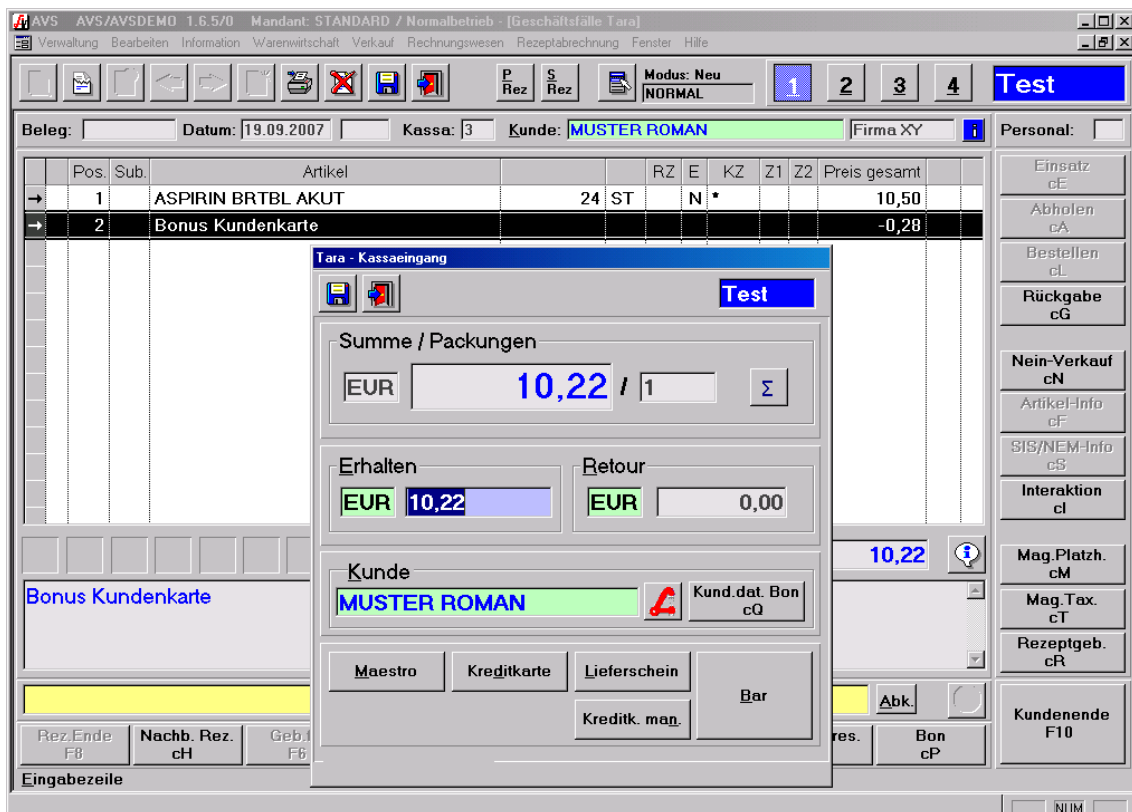 AVS AVS/AVSDEMO 1.6.5/0 Mandant: STANDARD / Normalbetrieb - [Geschäftsfälle Tara]
Verwaltung Bearbeiten Information Warenwirtschaft Verkauf Rechnungswesen Rezeptabrechnung Fenster Hilfe
P Rez S Rez Modus: Neu NORMAL 1 2 3 4 Test
Beleg: Datum: 19.09.2007 Kassa: 3 Kunde: MUSTER ROMAN Firma XY i Personal:
Pos. Sub. Artikel RZ E KZ Z1 Z2 Preis gesamt
1 ASPIRIN BRTBL AKUT 24 ST N * 10,50
2 Bonus Kundenkarte -0,28
Einsatz
cE
Abholen
cA
Bestellen
cL
Rückgabe
cG
Nein-Verkauf
cN
Artikel-Info
cF
SIS/NEM-Info
cS
Interaktion
cI
Mag.Platzh.
cM
Mag.Tax.
cT
Rezeptgeb.
cR
Kundenende
F10
Tara - Kassaeingang
Test
Summe / Packungen
EUR 10,22 / 1 Σ
Erhalten Retour
EUR 10,22 EUR 0,00
Kunde
MUSTER ROMAN Kund.dat. Bon
cQ
Maestro Kreditkarte Lieferschein Bar
Kreditk. man.
10,22
Bonus Kundenkarte
Abk.
Rez.Ende
F8
Nachb. Rez.
cH
Geb.
F6
res.
Bon
cP
Eingabezeile
NUM